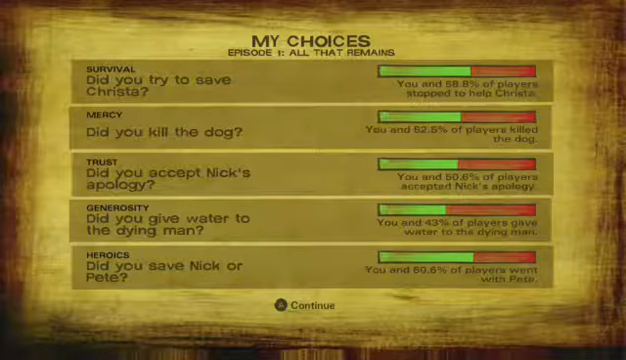 MY CHOICES
EPISODE 1: ALL THAT REMAINS
SURVIVAL
Did you try to save
Christa?
You and 58.8% of players
stopped to help Christa.
MERCY
Did you kill the dog?
You and 52.5% of players killed
the dog.
TRUST
Did you accept Nick's
apology?
You and 50.6% of players
accepted Nick's apology.
GENEROSITY
Did you give water to
the dying man?
You and 43% of players gave
water to the dying man.
HEROICS
Did you save Nick or
Pete?
You and 60.6% of players went
with Pete.
A Continue